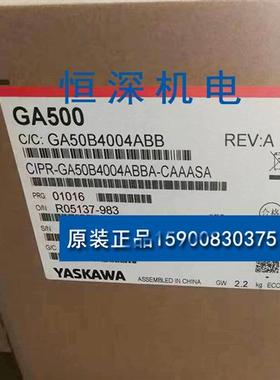 恒深机电
GA500
C/C: GA50B4004ABB
REV:A
CIPR-GA50B4004ABBA-CAAASA
PRG 01016
O/N R05137-983
原装正品15900830375
S/N
YASKAWA
ASSEMBLED IN CHINA
GW 2.2 kg